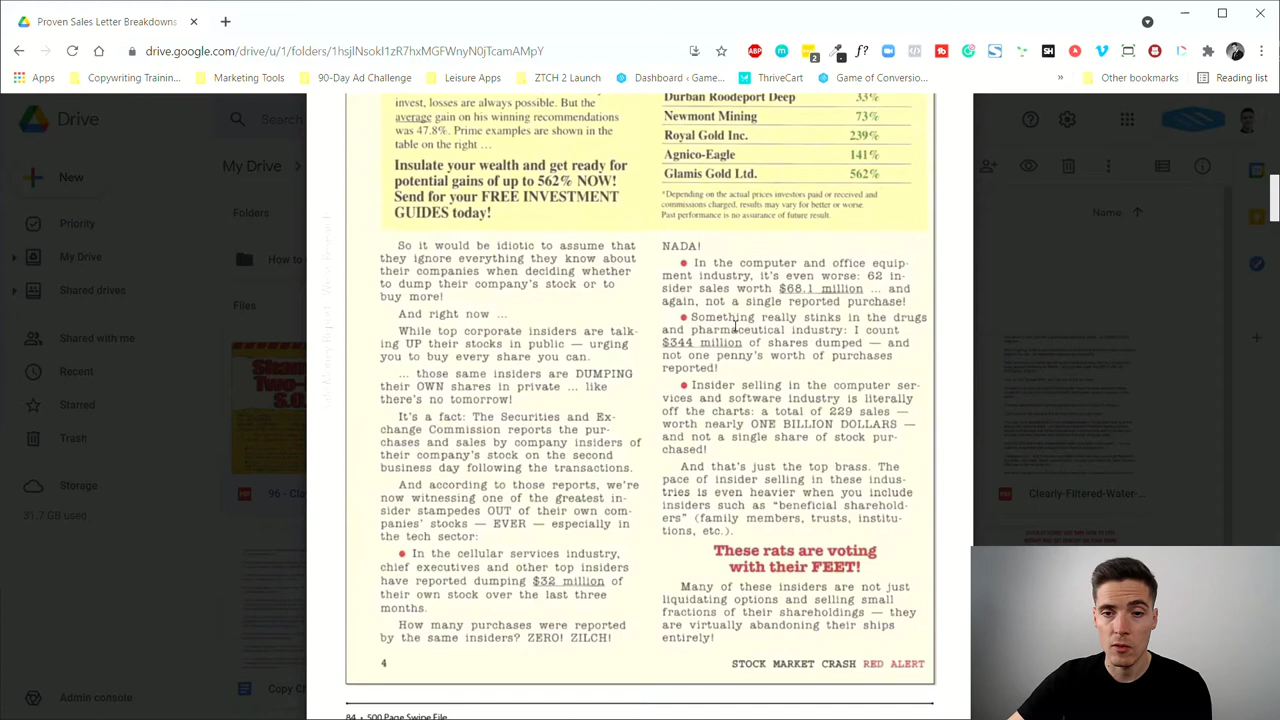 Proven Sales Letter Breakdowns
drive.google.com/drive/u/1/folders/1hsjlNsokI1zR7hxMGFWnyN0jTcamAMpY
Apps
Copywriting Trainin...
Marketing Tools
90-Day Ad Challenge
Leisure Apps
ZTCH 2 Launch
Dashboard ‹ Game...
ThriveCart
Game of Conversio...
Other bookmarks
Reading list
Drive
Search
New
Priority
My Drive
Shared drives
Shared with me
Recent
Starred
Trash
Storage
31.7 GB used
Admin console
My Drive
Folders
How to
Files
96 - Cla
Copy Ch
invest, losses are always possible. But the
average gain on his winning recommendations
was 47.8%. Prime examples are shown in the
table on the right ...
Insulate your wealth and get ready for
potential gains of up to 562% NOW!
Send for your FREE INVESTMENT
GUIDES today!
Durban Roodeport Deep 33%
Newmont Mining 73%
Royal Gold Inc. 239%
Agnico-Eagle 141%
Glamis Gold Ltd. 562%
*Depending on the actual prices investors paid or received and
commissions charged, results may vary for better or worse.
Past performance is no assurance of future result.
So it would be idiotic to assume that
they ignore everything they know about
their companies when deciding whether
to dump their company's stock or to
buy more!
And right now ...
While top corporate insiders are talk-
ing UP their stocks in public — urging
you to buy every share you can.
... those same insiders are DUMPING
their OWN shares in private ... like
there's no tomorrow!
It's a fact: The Securities and Ex-
change Commission reports the pur-
chases and sales by company insiders of
their company's stock on the second
business day following the transactions.
And according to those reports, we're
now witnessing one of the greatest in-
sider stampedes OUT of their own com-
panies' stocks — EVER — especially in
the tech sector:
• In the cellular services industry,
chief executives and other top insiders
have reported dumping $32 million of
their own stock over the last three
months.
How many purchases were reported
by the same insiders? ZERO! ZILCH!
NADA!
• In the computer and office equip-
ment industry, it's even worse: 62 in-
sider sales worth $68.1 million ... and
again, not a single reported purchase!
• Something really stinks in the drugs
and pharmaceutical industry: I count
$344 million of shares dumped — and
not one penny's worth of purchases
reported!
• Insider selling in the computer ser-
vices and software industry is literally
off the charts: a total of 229 sales —
worth nearly ONE BILLION DOLLARS —
and not a single share of stock pur-
chased!
And that's just the top brass. The
pace of insider selling in these indus-
tries is even heavier when you include
insiders such as "beneficial sharehold-
ers" (family members, trusts, institu-
tions, etc.).
These rats are voting
with their FEET!
Many of these insiders are not just
liquidating options and selling small
fractions of their shareholdings — they
are virtually abandoning their ships
entirely!
4
STOCK MARKET CRASH RED ALERT
84 • 500 Page Swipe File
Name
Clearly-Filtered-Water-...